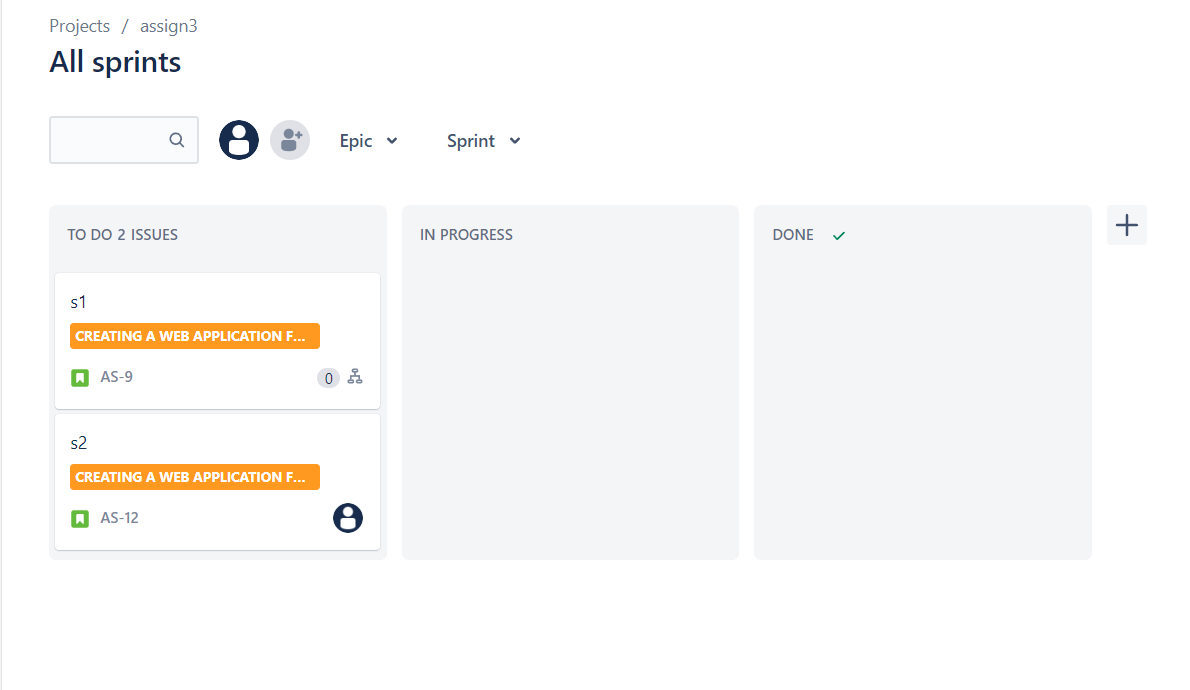 Projects / assign3
All sprints
Epic Sprint
TO DO 2 ISSUES
s1
CREATING A WEB APPLICATION F...
AS-9 0
s2
CREATING A WEB APPLICATION F...
AS-12
IN PROGRESS
DONE